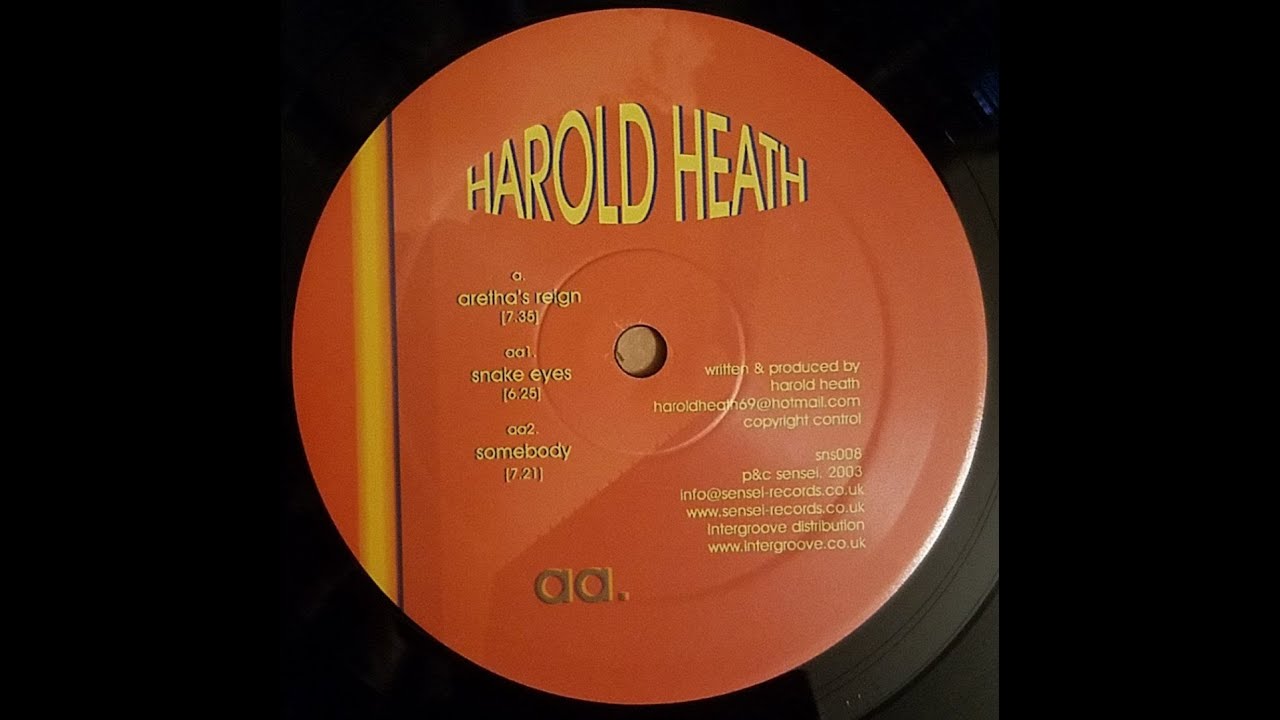 HAROLD HEATH
a.
aretha's reign
[7.35]
aa1.
snake eyes
[6.25]
aa2.
somebody
[7.21]
written & produced by
harold heath
haroldheath69@hotmail.com
copyright control
sns008
p&c sensei, 2003
info@sensei-records.co.uk
www.sensei-records.co.uk
intergroove distribution
www.intergroove.co.uk
aa.